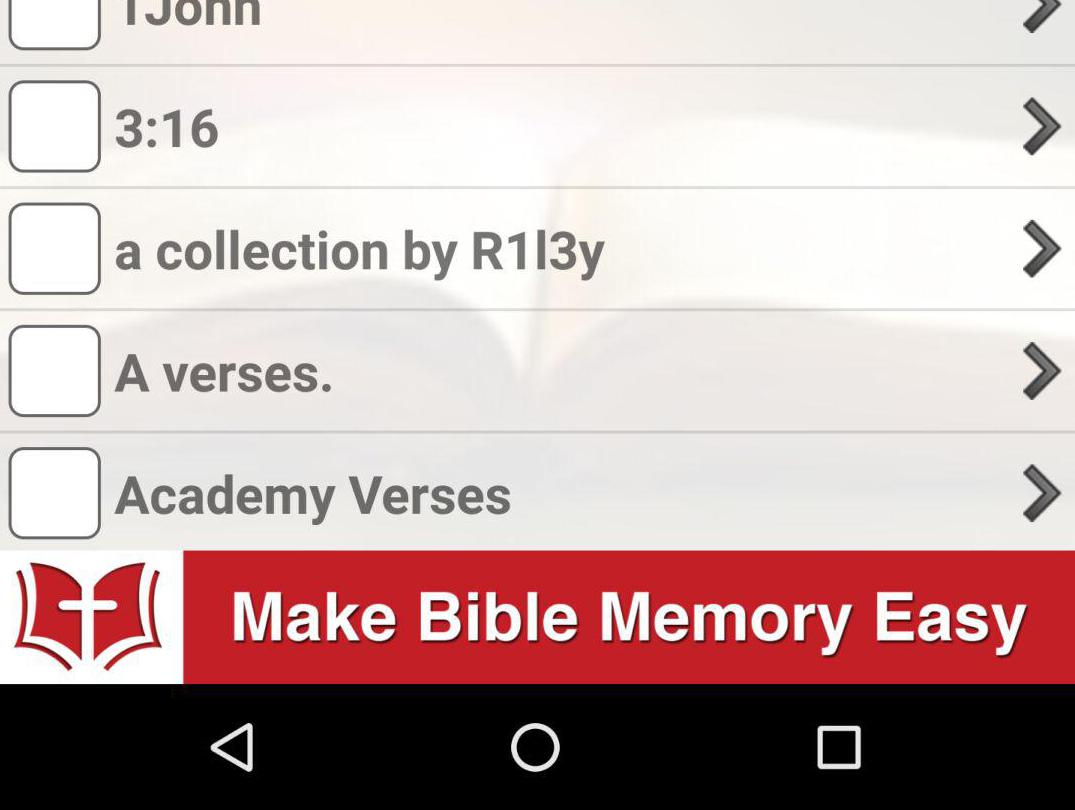 1John
3:16
a collection by R1l3y
A verses.
Academy Verses
Make Bible Memory Easy